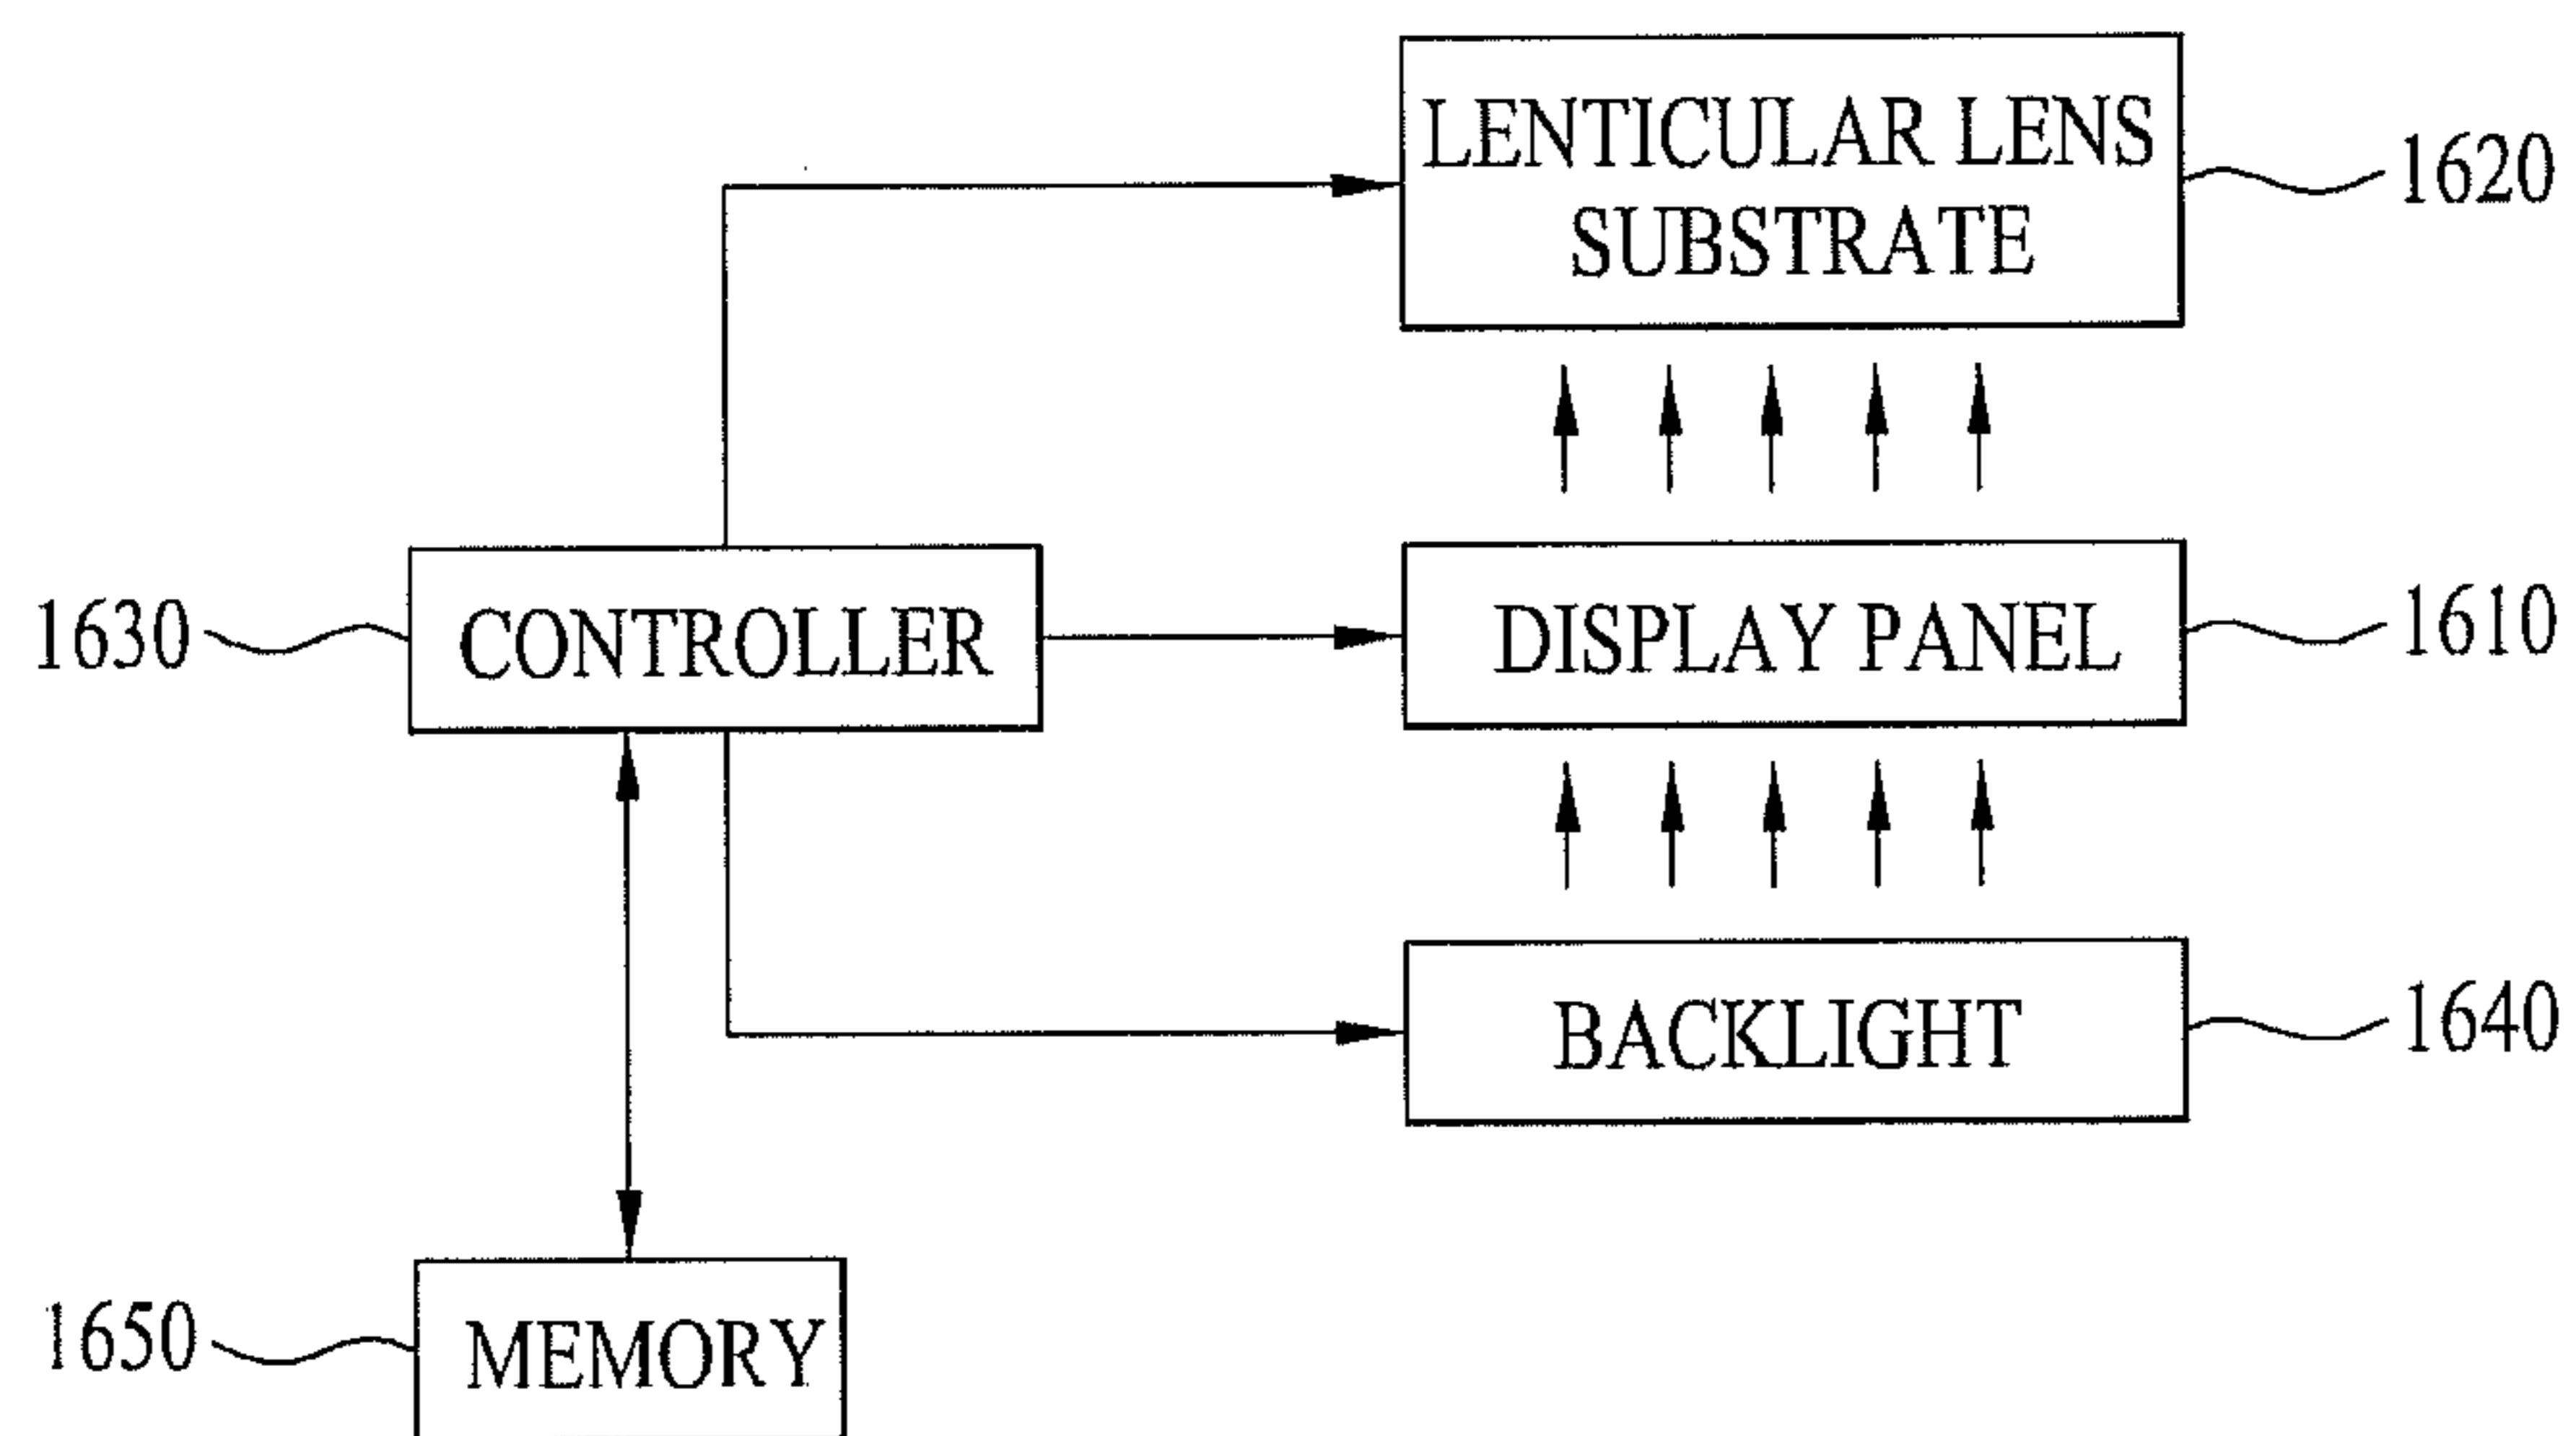 LENTICULAR LENS
SUBSTRATE
1620
1630
CONTROLLER
DISPLAY PANEL
1610
BACKLIGHT
1640
1650
MEMORY